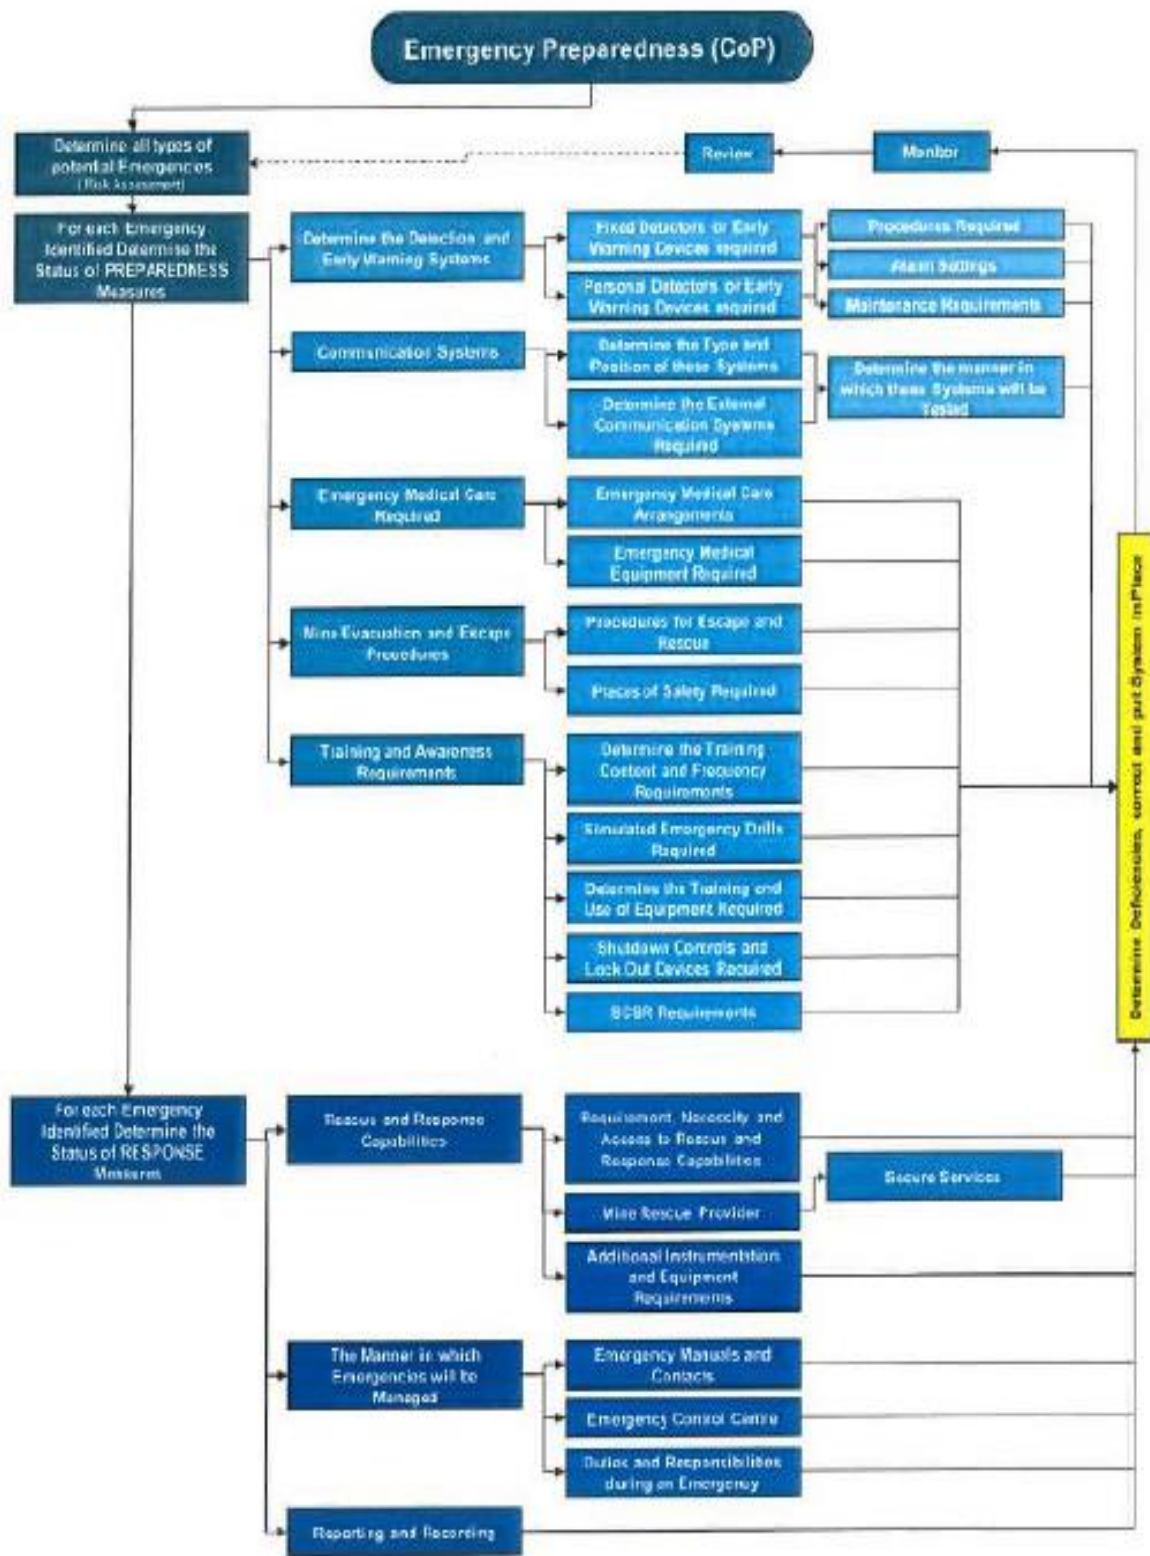 Emergency Preparedness (CoP)
Determine all types of
potential Emergencies
(Risk Assessment)
Review
Monitor
For each Emergency
Identified Determine the
Status of PREPAREDNESS
Measures
Determine the Detection and
Early Warning Systems
Fixed Detectors or Early
Warning Devices required
Personal Detectors or Early
Warning Devices required
Procedures Required
Alarm Settings
Maintenance Requirements
Communication Systems
Determine the Type and
Position of these Systems
Determine the External
Communication Systems
Required
Determine the manner in
which these Systems will be
Tested
Emergency Medical Care
Required
Emergency Medical Care
Arrangements
Emergency Medical
Equipment Required
Mine Evacuation and Escape
Procedures
Procedures for Escape and
Rescue
Places of Safety Required
Training and Awareness
Requirements
Determine the Training
Content and Frequency
Requirements
Simulated Emergency Drills
Required
Determine the Training and
Use of Equipment Required
Shutdown Controls and
Lock Out Devices Required
SCSR Requirements
Determine Deficiencies, correct and put System in Place
For each Emergency
Identified Determine the
Status of RESPONSE
Measures
Rescue and Response
Capabilities
Requirement, Necessity and
Access to Rescue and
Response Capabilities
Mine Rescue Provider
Secure Services
Additional Instrumentation
and Equipment
Requirements
The Manner in which
Emergencies will be
Managed
Emergency Manuals and
Contacts
Emergency Control Centre
Duties and Responsibilities
during an Emergency
Reporting and Recording